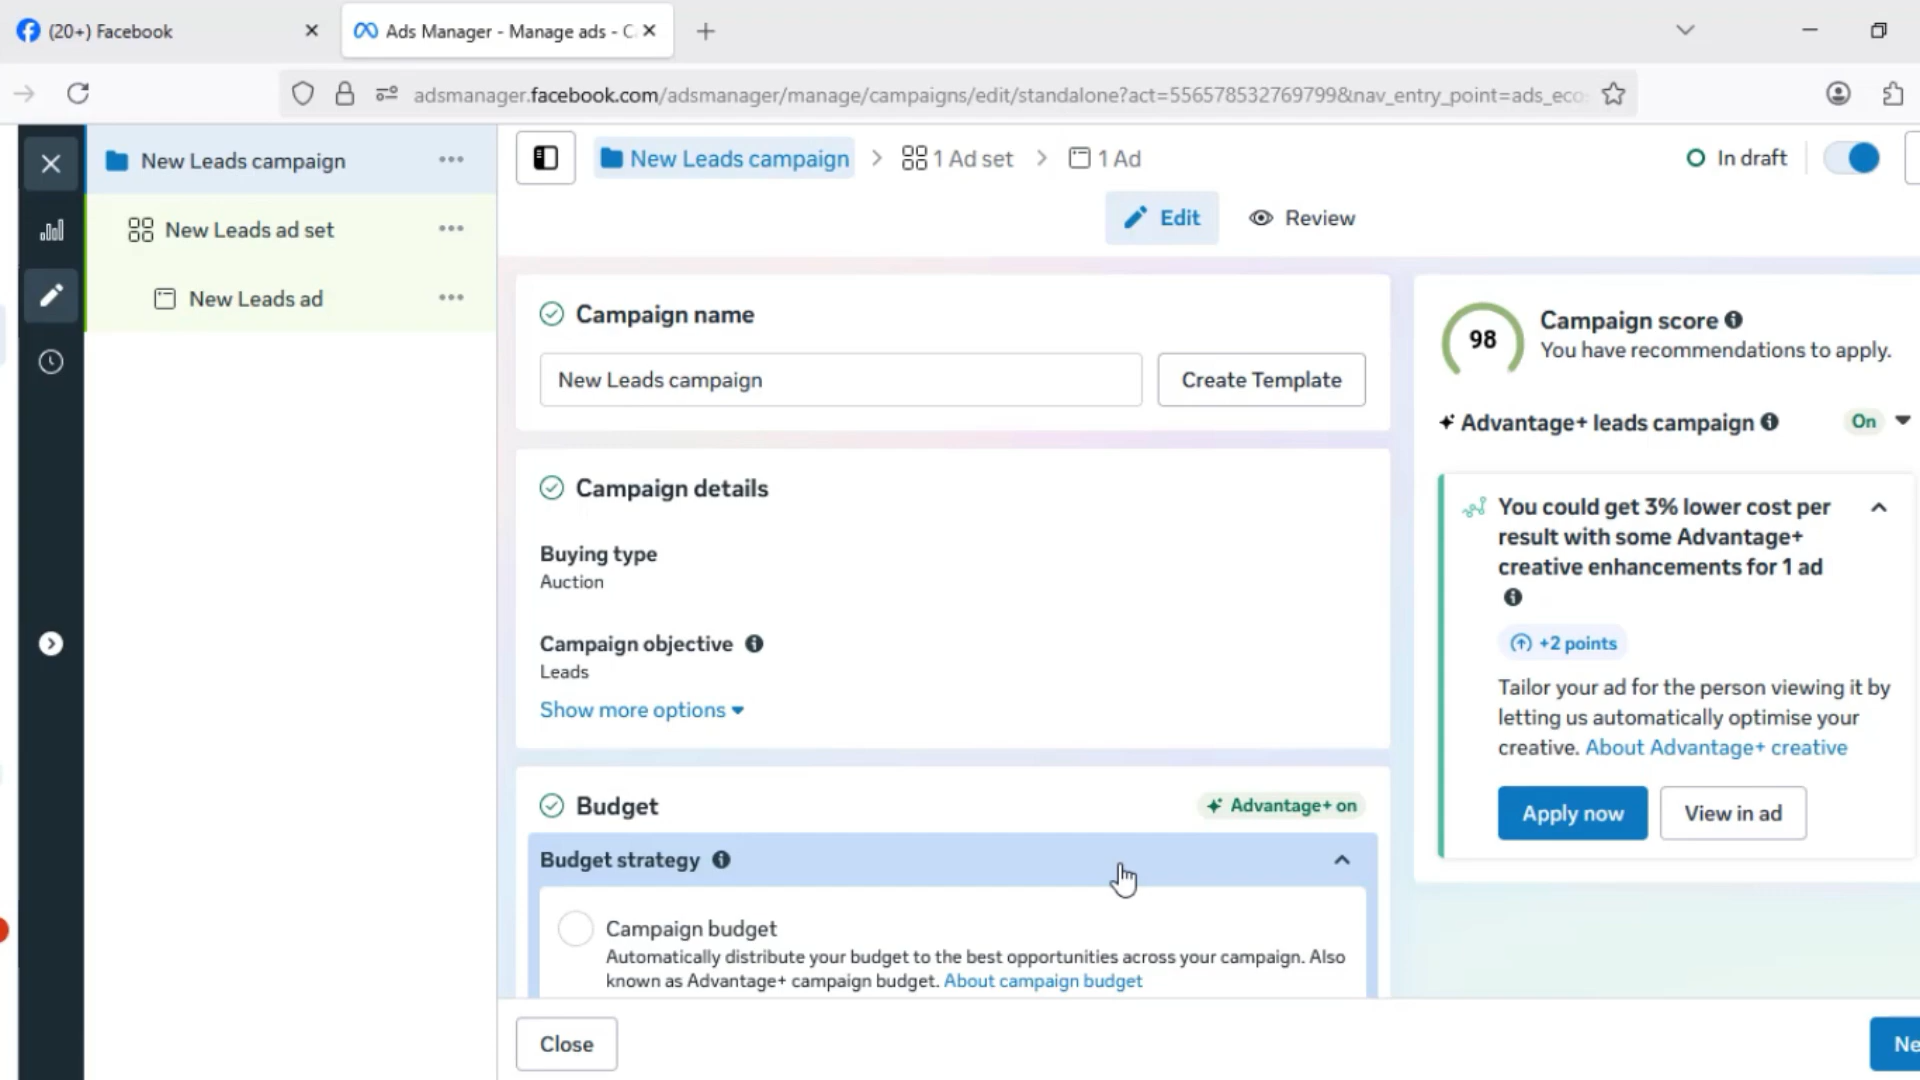 (20+) Facebook
Ads Manager - Manage ads - C
adsmanager.facebook.com/adsmanager/manage/campaigns/edit/standalone?act=556578532769799&nav_entry_point=ads_eco
New Leads campaign
New Leads ad set
New Leads ad
New Leads campaign > 1 Ad set > 1 Ad
In draft
Edit
Review
Campaign name
New Leads campaign
Create Template
Campaign details
Buying type
Auction
Campaign objective
Leads
Show more options
Budget
Advantage+ on
Budget strategy
Campaign budget
Automatically distribute your budget to the best opportunities across your campaign. Also
known as Advantage+ campaign budget. About campaign budget
Close
98
Campaign score
You have recommendations to apply.
Advantage+ leads campaign
On
You could get 3% lower cost per
result with some Advantage+
creative enhancements for 1 ad
+2 points
Tailor your ad for the person viewing it by
letting us automatically optimise your
creative. About Advantage+ creative
Apply now
View in ad
Ne